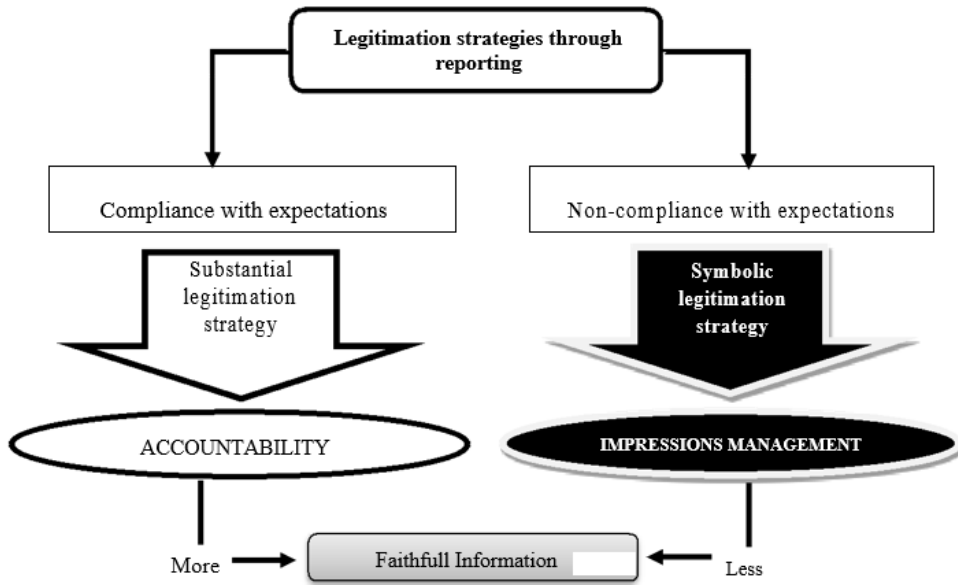 Legitimation strategies through
reporting
Compliance with expectations
Non-compliance with expectations
Substantial
legitimation
strategy
Symbolic
legitimation
strategy
ACCOUNTABILITY
IMPRESSIONS MANAGEMENT
More
Faithfull Information
Less